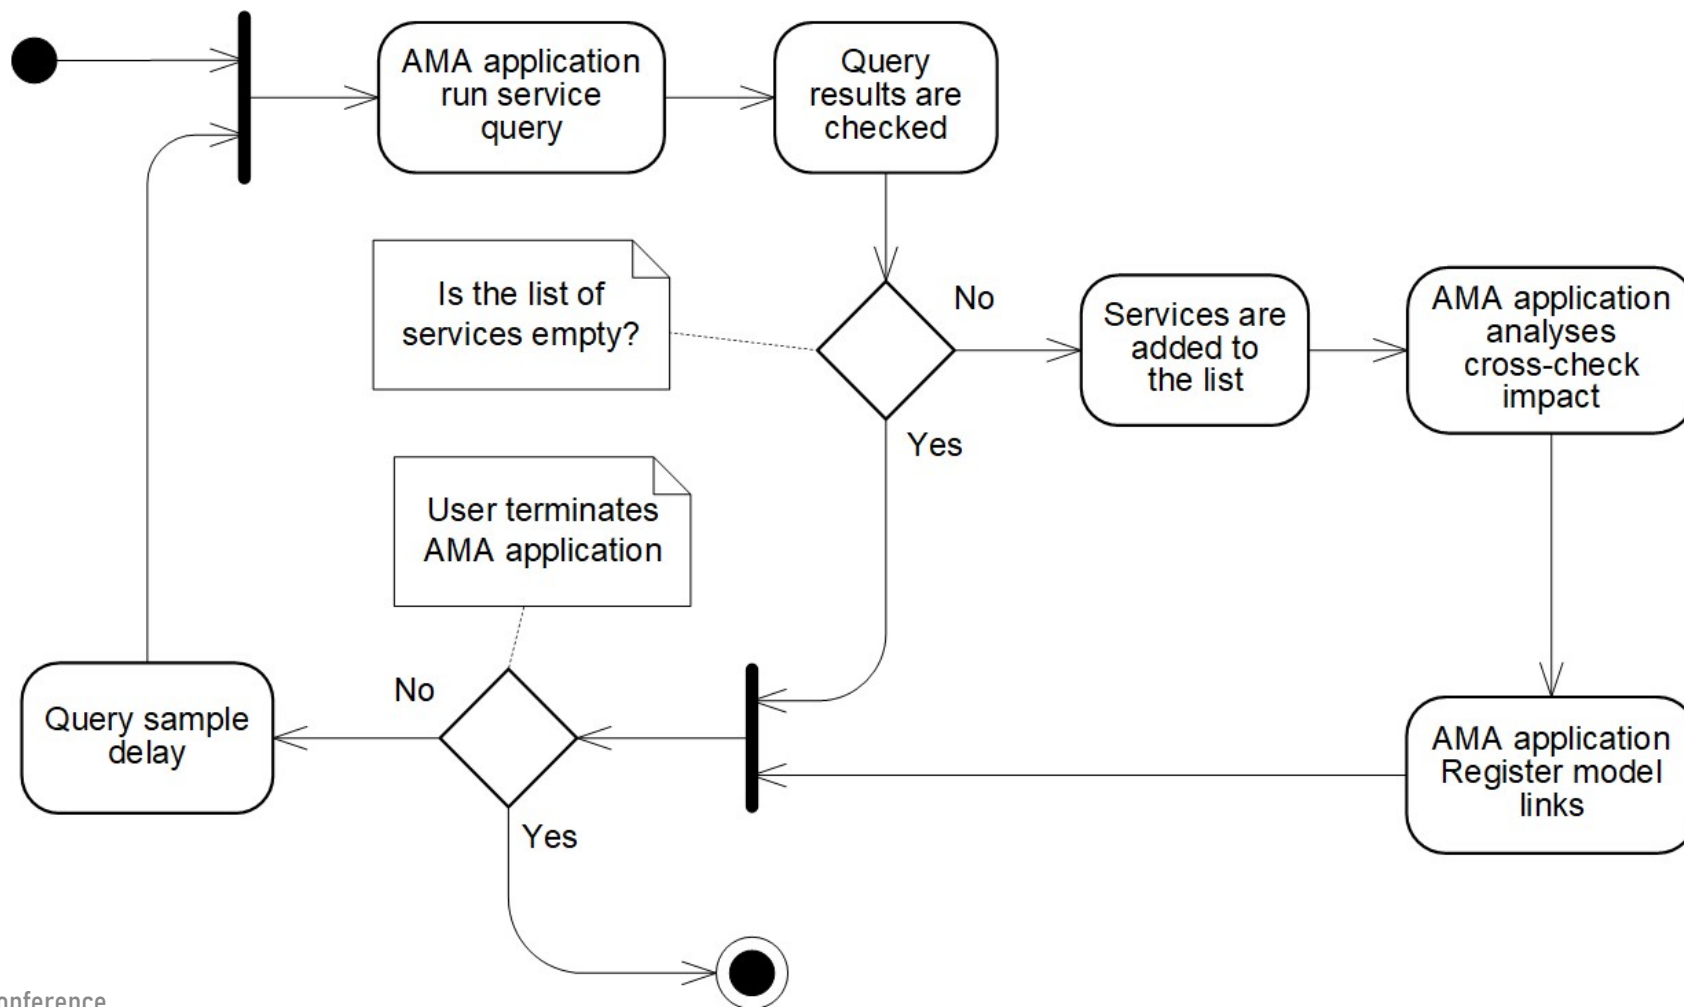 AMA application
run service
query
Query
results are
checked
Is the list of
services empty?
No
Services are
added to
the list
AMA application
analyses
cross-check
impact
Yes
User terminates
AMA application
No
Query sample
delay
AMA application
Register model
links
Yes
onference